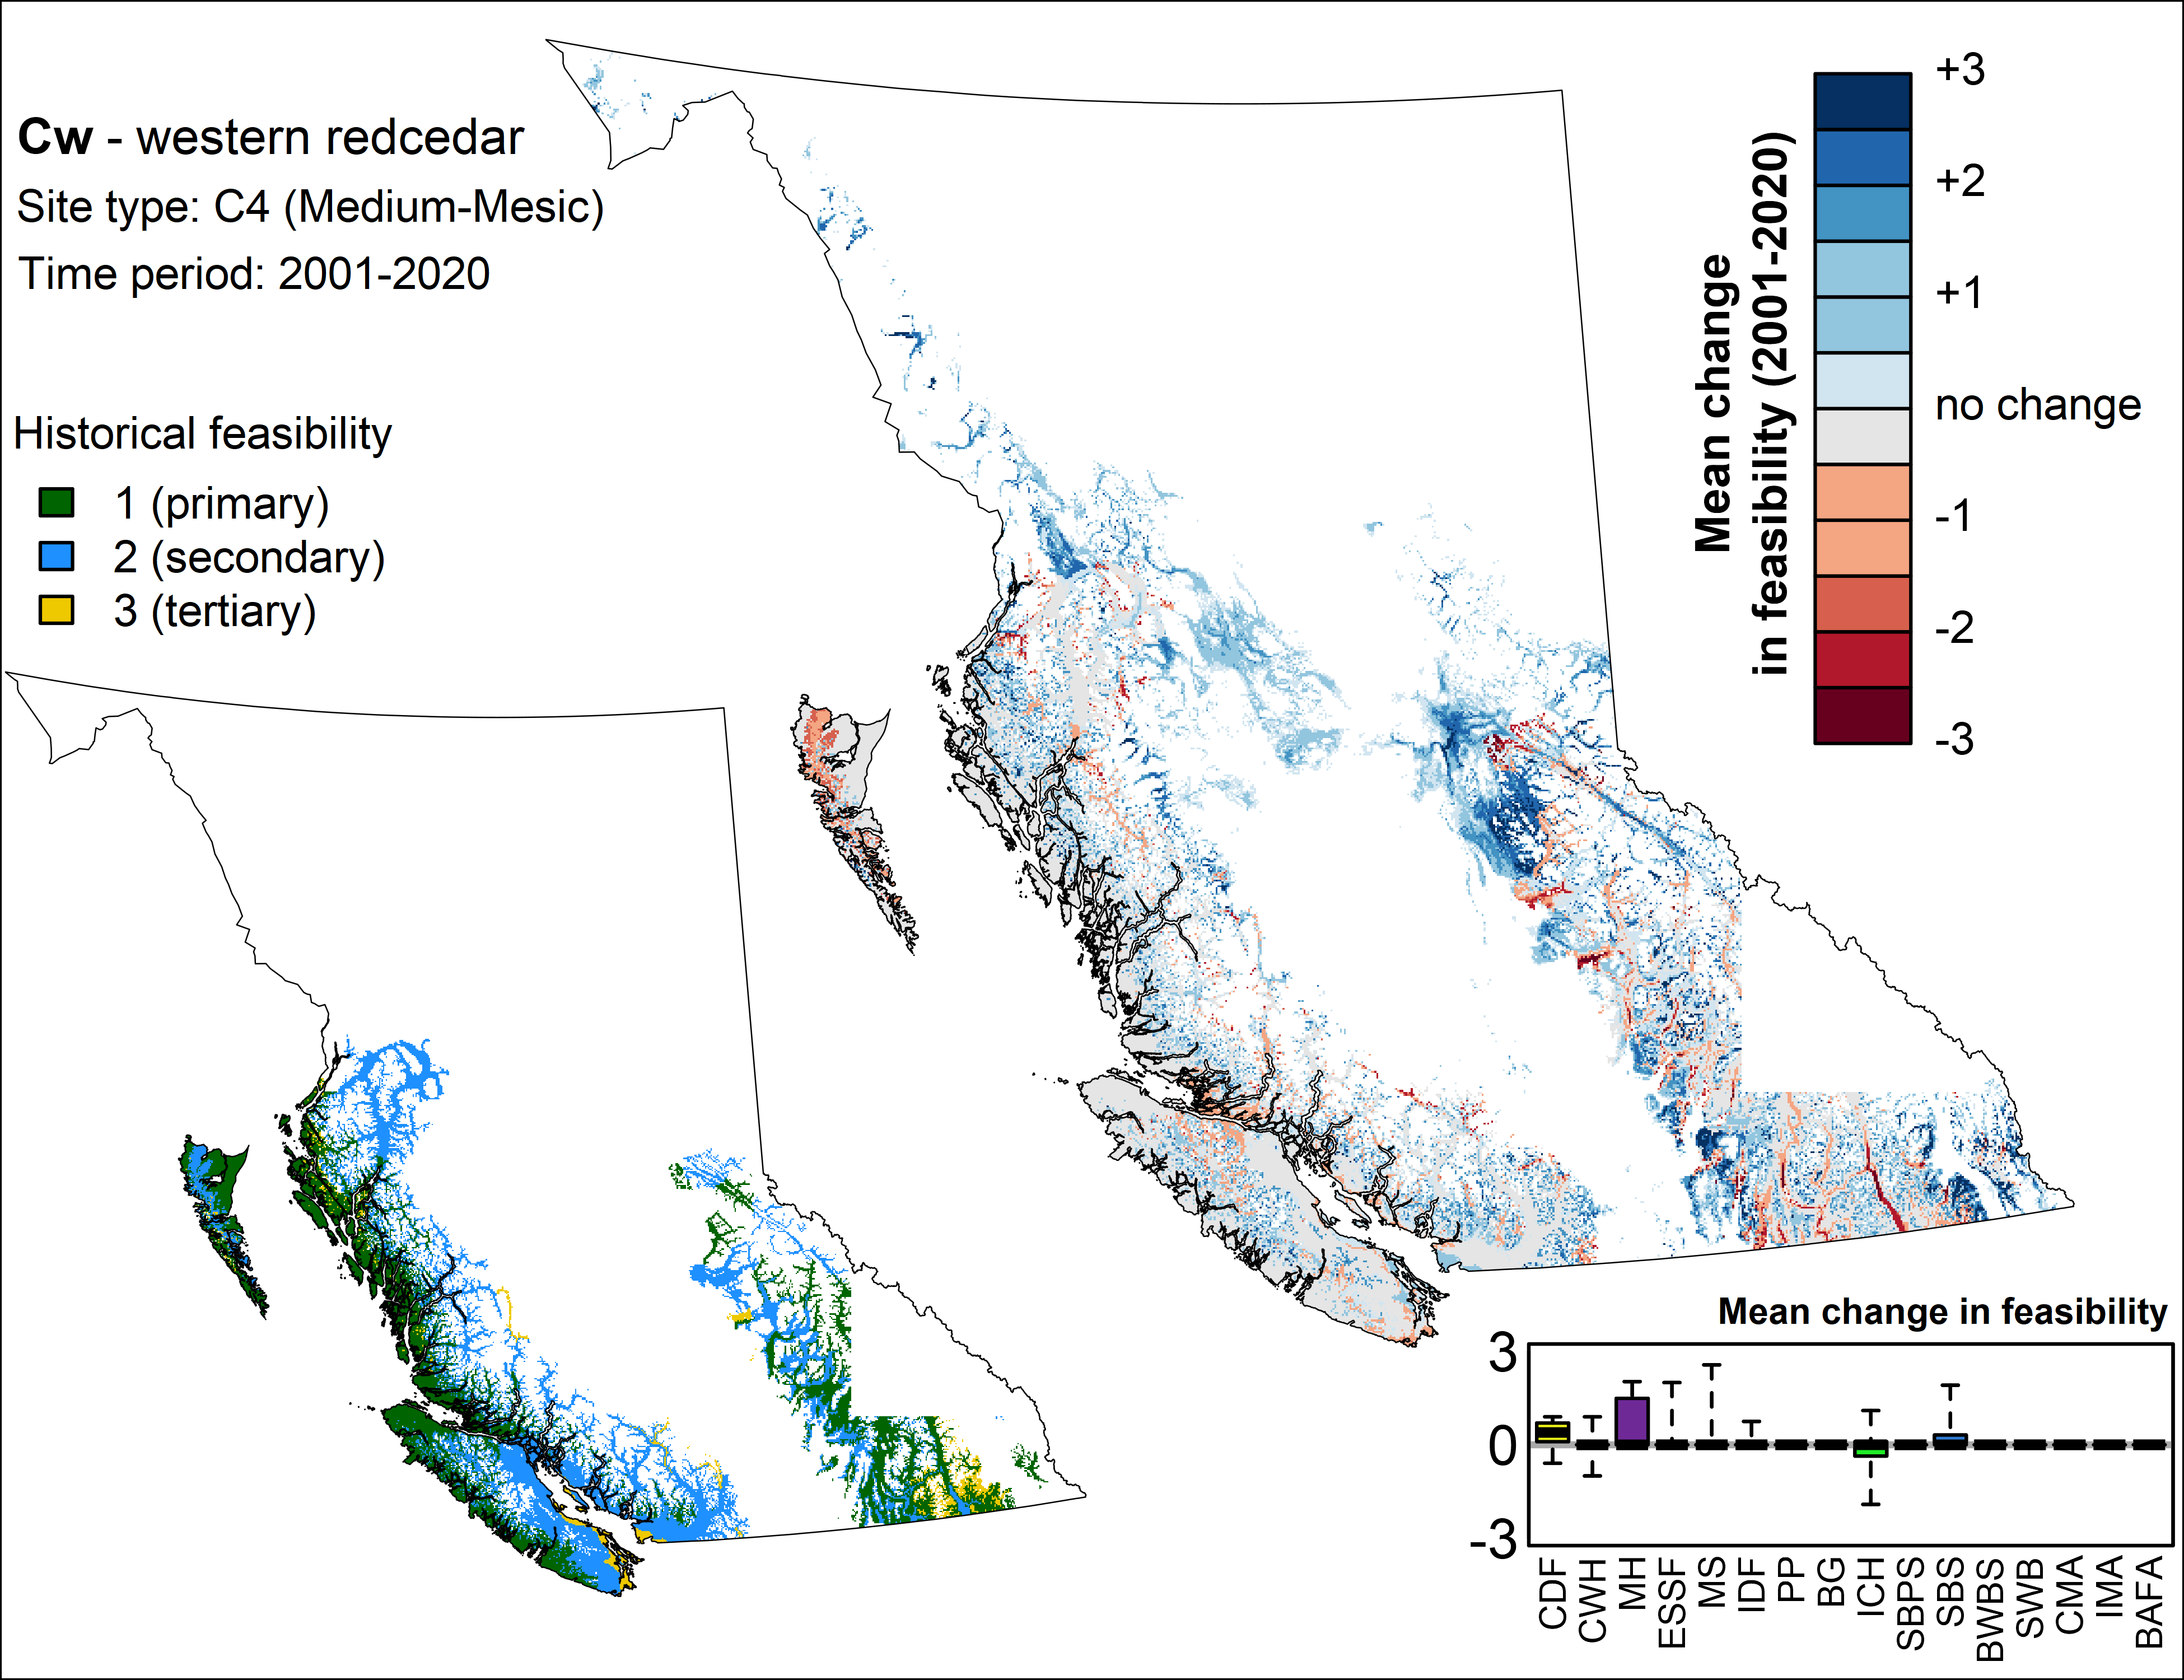 Cw - western redcedar
Site type: C4 (Medium-Mesic)
Time period: 2001-2020
Historical feasibility
1 (primary)
2 (secondary)
3 (tertiary)
Mean change
in feasibility (2001-2020)
+3
+2
+1
no change
-1
-2
-3
Mean change in feasibility
3
0
-3
CDF
CWH
MH
ESSF
MS
IDF
PP
BG
ICH
SBPS
SBS
BWBS
SWB
CMA
IMA
BAFA